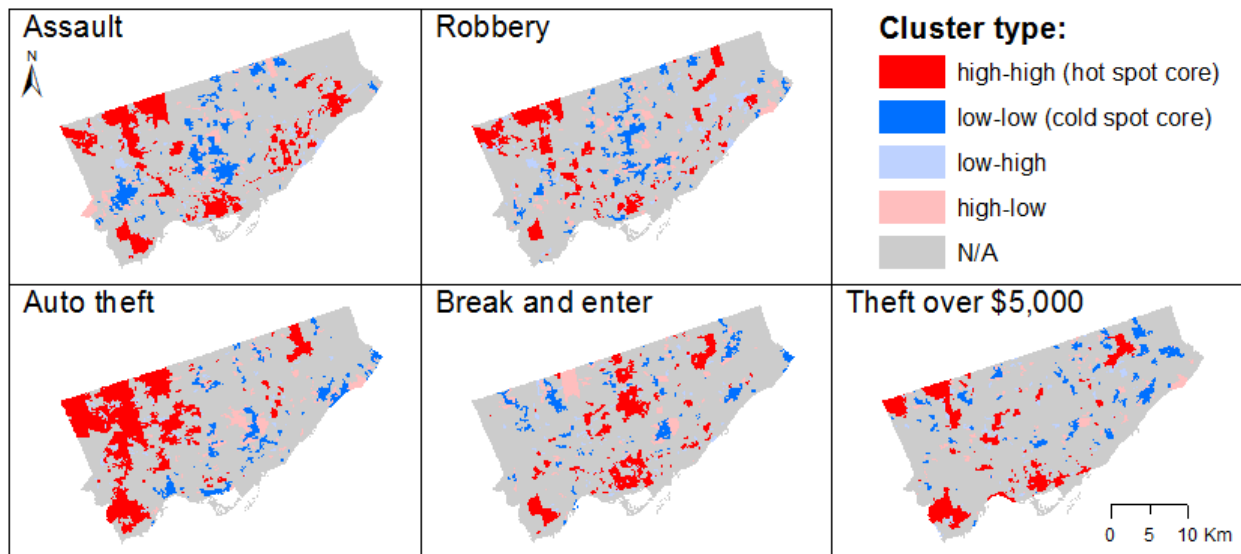 Assault
N
Robbery
Cluster type:
high-high (hot spot core)
low-low (cold spot core)
low-high
high-low
N/A
Auto theft
Break and enter
Theft over $5,000
0 5 10 Km